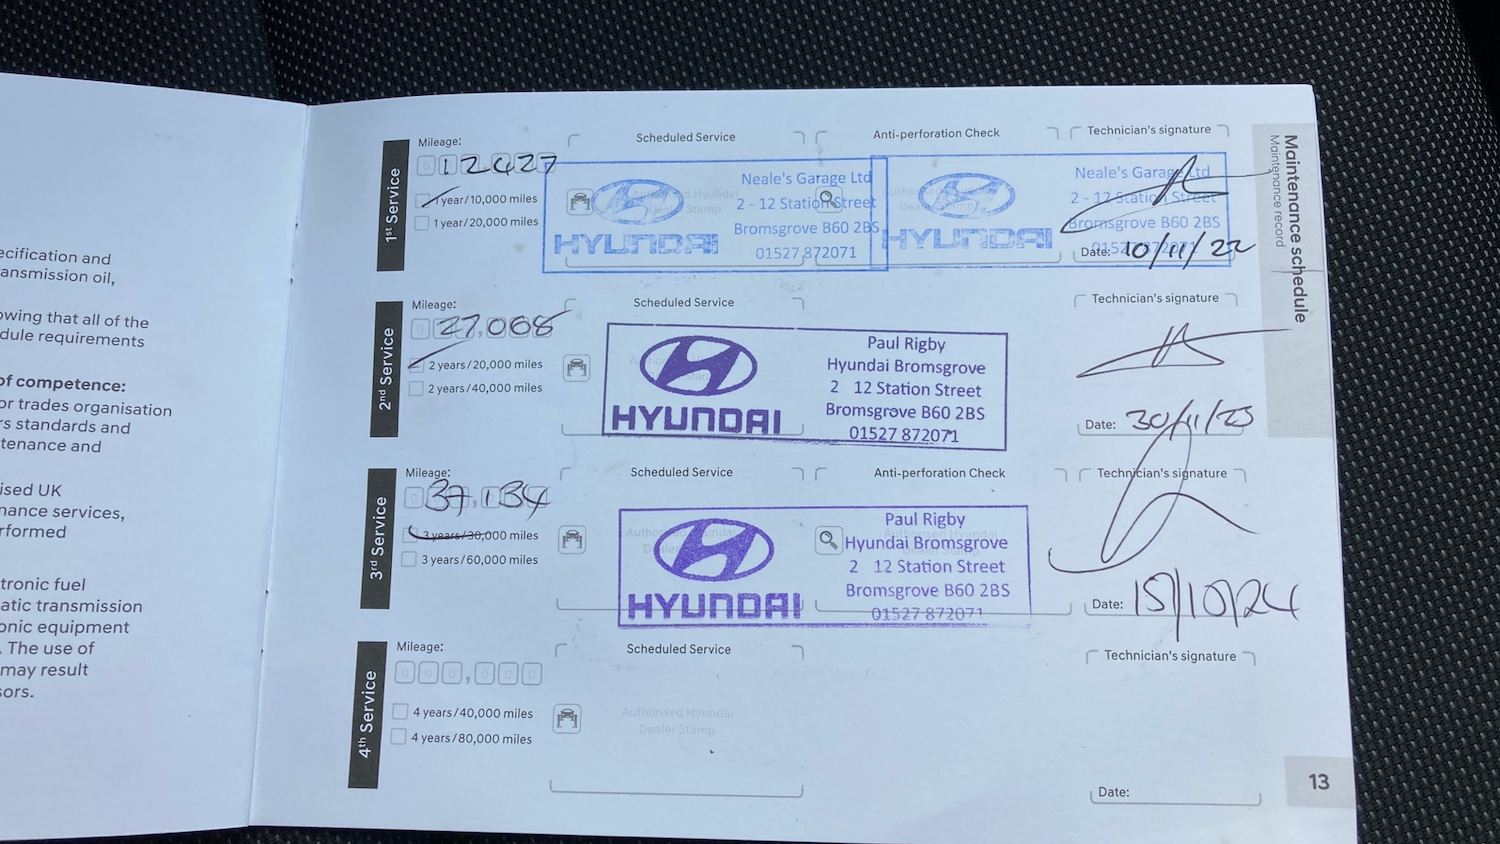 ecification and
ansmission oil,
owing that all of the
dule requirements
of competence:
or trades organisation
rs standards and
tenance and
ised UK
nance services,
rformed
tronic fuel
atic transmission
onic equipment
. The use of
may result
sors.
Maintenance schedule
Maintenance record
1st Service
Mileage:
12427
1 year/10,000 miles
1 year/20,000 miles
Scheduled Service
HYUNDAI
Neale's Garage Ltd
2 - 12 Station Street
Bromsgrove B60 2BS
01527 872071
Anti-perforation Check
HYUNDAI
Neale's Garage Ltd
2 - 12 Station Street
Bromsgrove B60 2BS
01527 872071
Technician's signature
Date: 10/11/22
2nd Service
Mileage:
27,008
2 years/20,000 miles
2 years/40,000 miles
Scheduled Service
HYUNDAI
Paul Rigby
Hyundai Bromsgrove
2 12 Station Street
Bromsgrove B60 2BS
01527 872071
Technician's signature
Date: 30/11/23
3rd Service
Mileage:
37,134
3 years/30,000 miles
3 years/60,000 miles
Scheduled Service
Anti-perforation Check
HYUNDAI
Paul Rigby
Hyundai Bromsgrove
2 12 Station Street
Bromsgrove B60 2BS
01527 872071
Technician's signature
Date: 15/10/24
4th Service
Mileage:
000,000
4 years/40,000 miles
4 years/80,000 miles
Scheduled Service
Authorised Hyundai
Dealer Stamp
Technician's signature
Date:
13